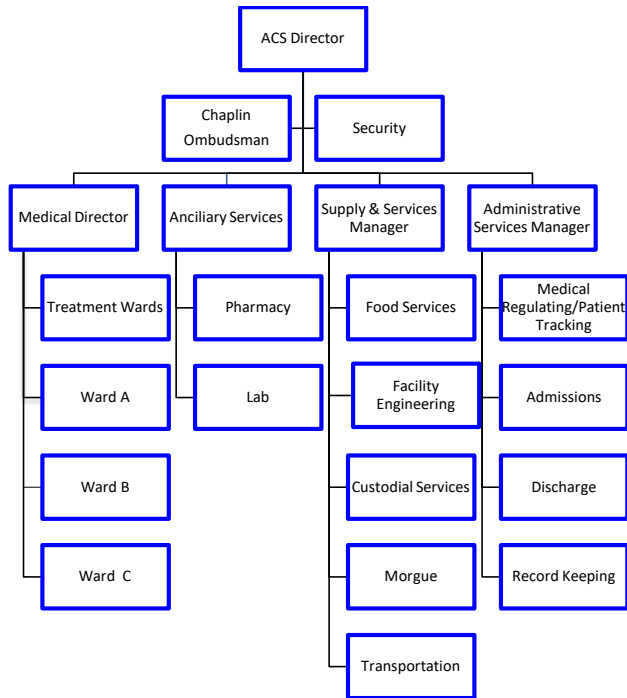 ACS Director
Chaplin
Ombudsman
Security
Medical Director
Anciliary Services
Supply & Services
Manager
Administrative
Services Manager
Treatment Wards
Pharmacy
Food Services
Medical
Regulating/Patient
Tracking
Ward A
Lab
Facility
Engineering
Admissions
Ward B
Custodial Services
Discharge
Ward C
Morgue
Record Keeping
Transportation